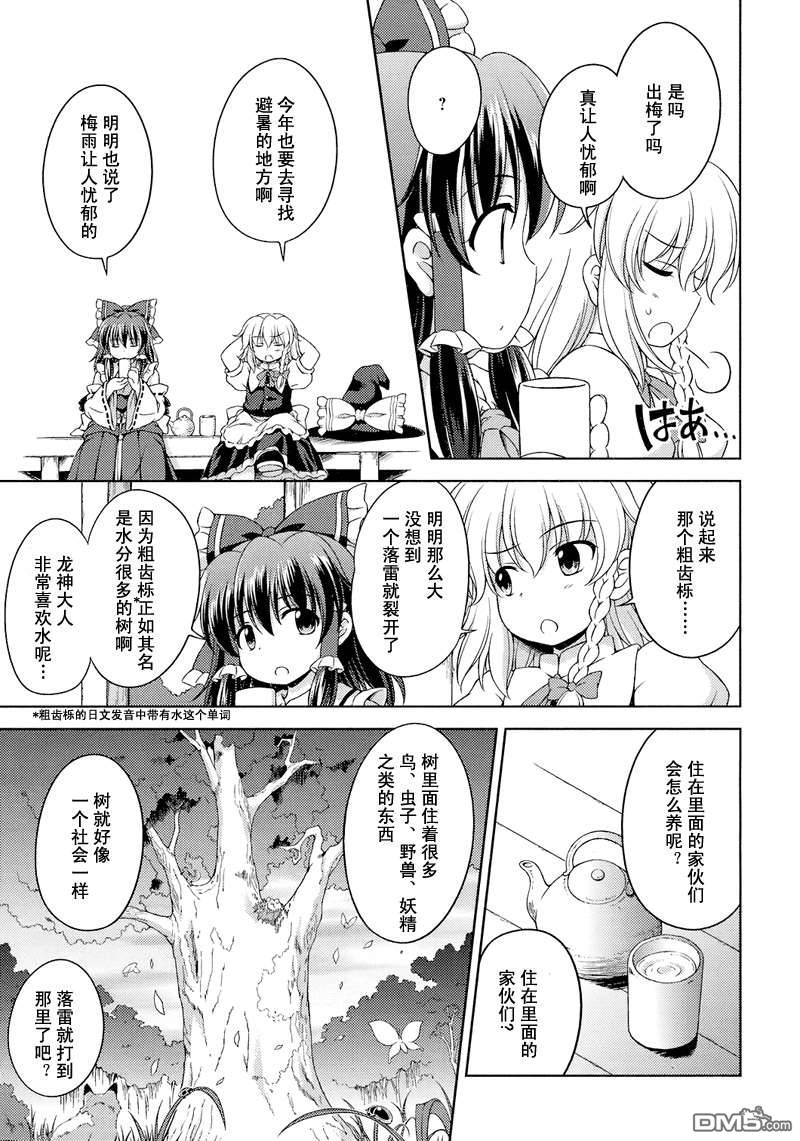 是吗
出梅了吗
真让人忧郁啊
?
はあ…
今年也要去寻找
避暑的地方啊
明明也说了
梅雨让人忧郁的
说起来
那个粗齿栎……
明明那么大
没想到
一个落雷就裂开了
因为粗齿栎*正如其名
是水分很多的树啊
龙神大人
非常喜欢水呢…
*粗齿栎的日文发音中带有水这个单词
住在里面的家伙们
会怎么养呢？
住在里面的
家伙们？
树里面住着很多
鸟、虫子、野兽、妖精
之类的东西
树就好像
一个社会一样
落雷就打到
那里了吧？
DM5.com